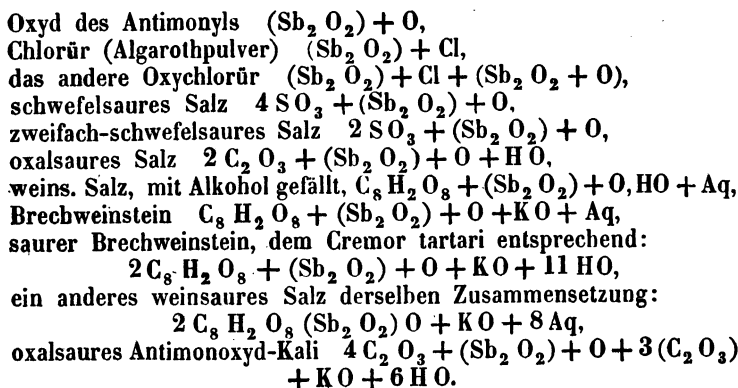 Oxyd des Antimonyls (Sb₂ O₂) + O,
Chlorür (Algarothpulver) (Sb₂ O₂) + Cl,
das andere Oxychlorür (Sb₂ O₂) + Cl + (Sb₂ O₂ + O),
schwefelsaures Salz 4 SO₃ + (Sb₂ O₂) + O.
zweifach-schwefelsaures Salz 2 SO₃ + (Sb₂ O₂) + O,
oxalsaures Salz 2 C₂ O₃ + (Sb₂ O₂) + O + HO,
weins. Salz, mit Alkohol gefällt, C₈ H₂ O₈ + (Sb₂ O₂) + O, HO + Aq,
Brechweinstein C₈ H₂ O₈ + (Sb₂ O₂) + O + KO + Aq,
saurer Brechweinstein, dem Cremor tartari entsprechend:
2 C₈ H₂ O₈ + (Sb₂ O₂) + O + KO + 11 HO,
ein anderes weinsaures Salz derselben Zusammensetzung:
2 C₈ H₂ O₈ (Sb₂ O₂) O + KO + 8 Aq,
oxalsaures Antimonoxyd-Kali 4 C₂ O₃ + (Sb₂ O₂) + O + 3 (C₂ O₃)
+ KO + 6 HO.